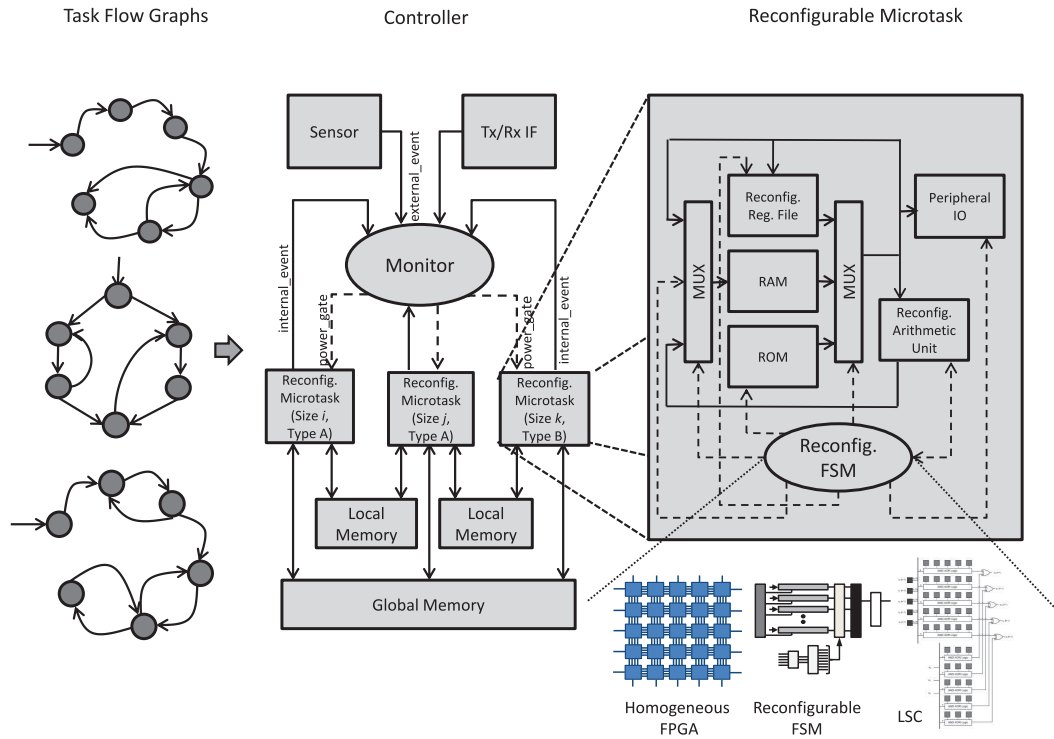 Task Flow Graphs
Controller
Reconfigurable Microtask
Sensor
Tx/Rx IF
external_event
Monitor
internal_event
power_gate
power_gate
internal_event
Reconfig.
Microtask
(Size i,
Type A)
Reconfig.
Microtask
(Size j,
Type A)
Reconfig.
Microtask
(Size k,
Type B)
Local
Memory
Local
Memory
Global Memory
MUX
Reconfig.
Reg. File
RAM
ROM
MUX
Peripheral
IO
Reconfig.
Arithmetic
Unit
Reconfig.
FSM
Homogeneous
FPGA
Reconfigurable
FSM
LSC